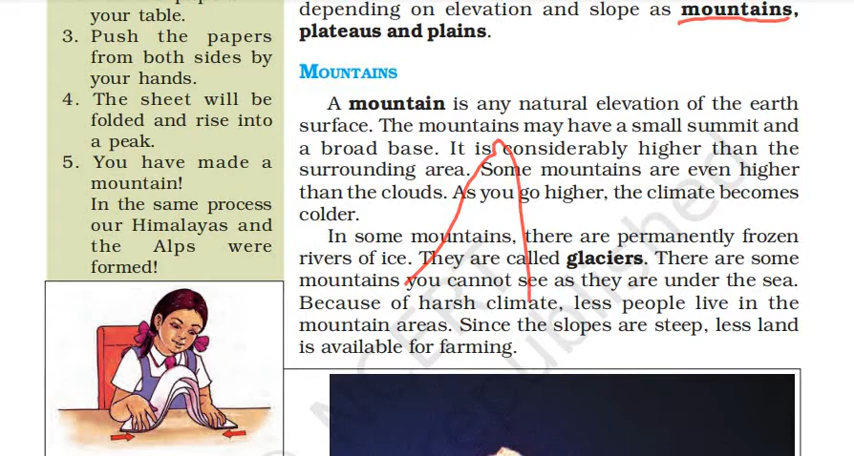 your table.
3. Push the papers
from both sides by
your hands.
4. The sheet will be
folded and rise into
a peak.
5. You have made a
mountain!
In the same process
our Himalayas and
the Alps were
formed!
depending on elevation and slope as mountains,
plateaus and plains.
MOUNTAINS
A mountain is any natural elevation of the earth
surface. The mountains may have a small summit and
a broad base. It is considerably higher than the
surrounding area. Some mountains are even higher
than the clouds. As you go higher, the climate becomes
colder.
In some mountains, there are permanently frozen
rivers of ice. They are called glaciers. There are some
mountains you cannot see as they are under the sea.
Because of harsh climate, less people live in the
mountain areas. Since the slopes are steep, less land
is available for farming.
© NCERT
published